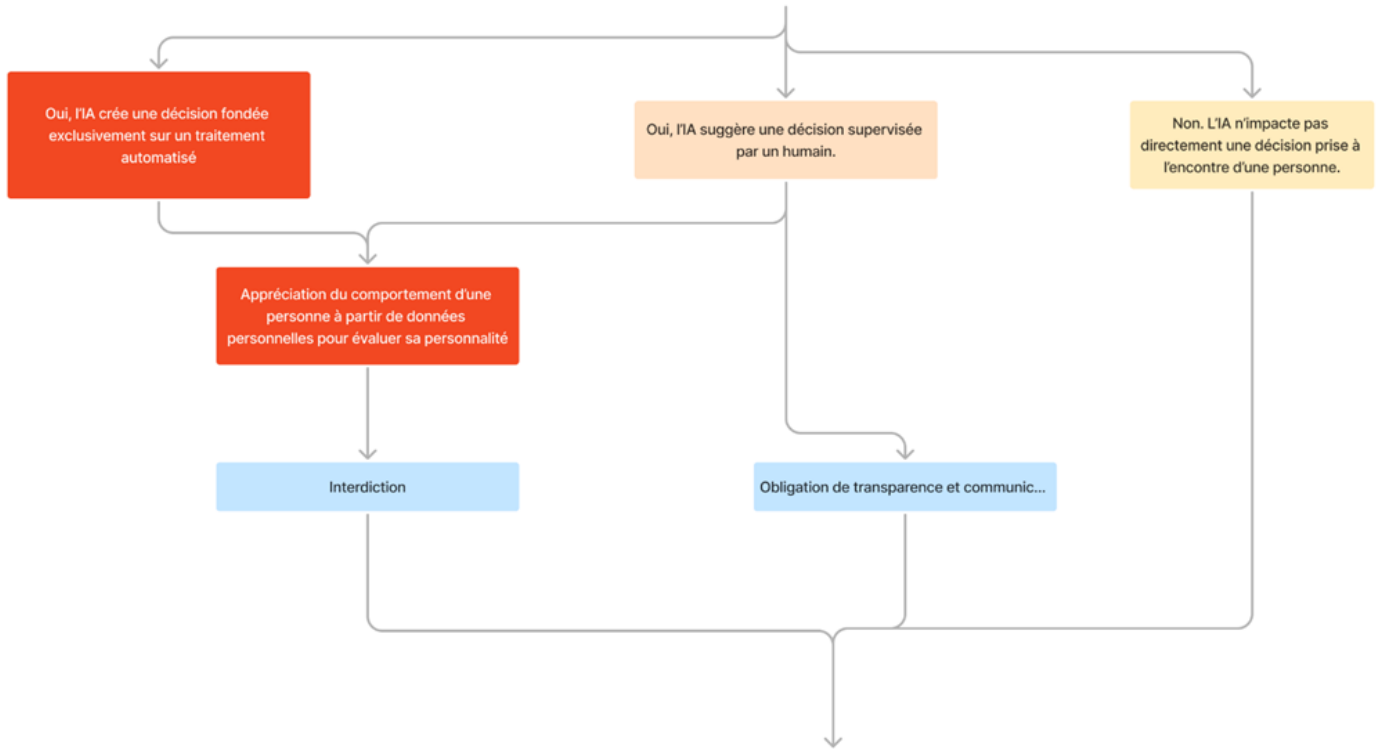 Oui, l'IA crée une décision fondée
exclusivement sur un traitement
automatisé
Oui, l'IA suggère une décision supervisée
par un humain.
Non. L'IA n'impacte pas
directement une décision prise à
l'encontre d'une personne.
Appréciation du comportement d'une
personne à partir de données
personnelles pour évaluer sa personnalité
Interdiction
Obligation de transparence et communic...